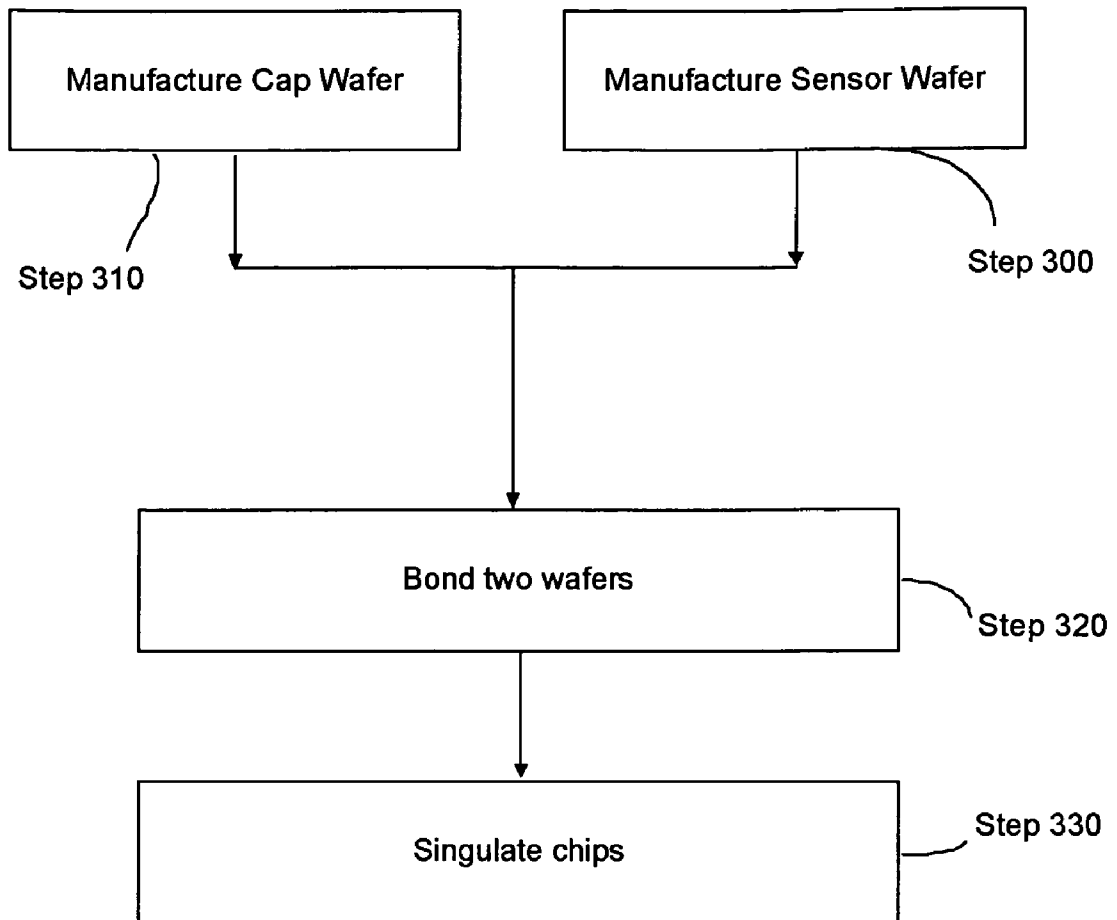 Manufacture Cap Wafer
Manufacture Sensor Wafer
Step 310
Step 300
Bond two wafers
Step 320
Singulate chips
Step 330